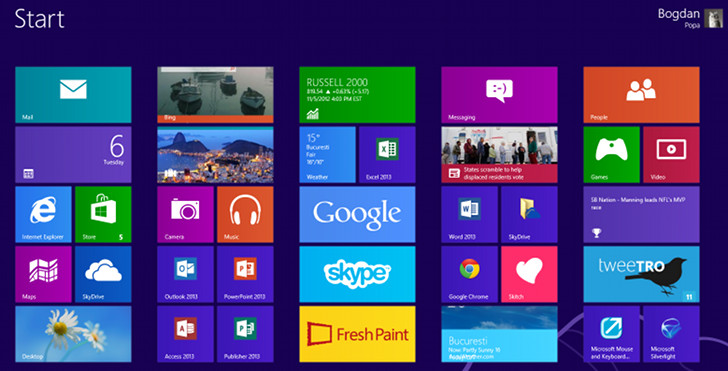 Start
Bogdan
Popa
Mail
Bing
RUSSELL 2000
819.54 ▲ +0.63% (+5.17)
11/5/2012 4:03 PM EST
:-)
Messaging
People
6
Tuesday
15°
Bucuresti
Fair
18°/10°
Weather
Excel 2013
States scramble to help
displaced residents vote
Games
Video
Internet Explorer
Store
5
Camera
Music
Google
Word 2013
SkyDrive
SB Nation - Manning leads NFL's MVP
race
Maps
SkyDrive
Outlook 2013
PowerPoint 2013
skype
Google Chrome
Skitch
tweeTRO
11
Desktop
Access 2013
Publisher 2013
Fresh Paint
Bucuresti
Now: Partly Sunny
Microsoft Mouse
and Keyboard...
Microsoft
Silverlight